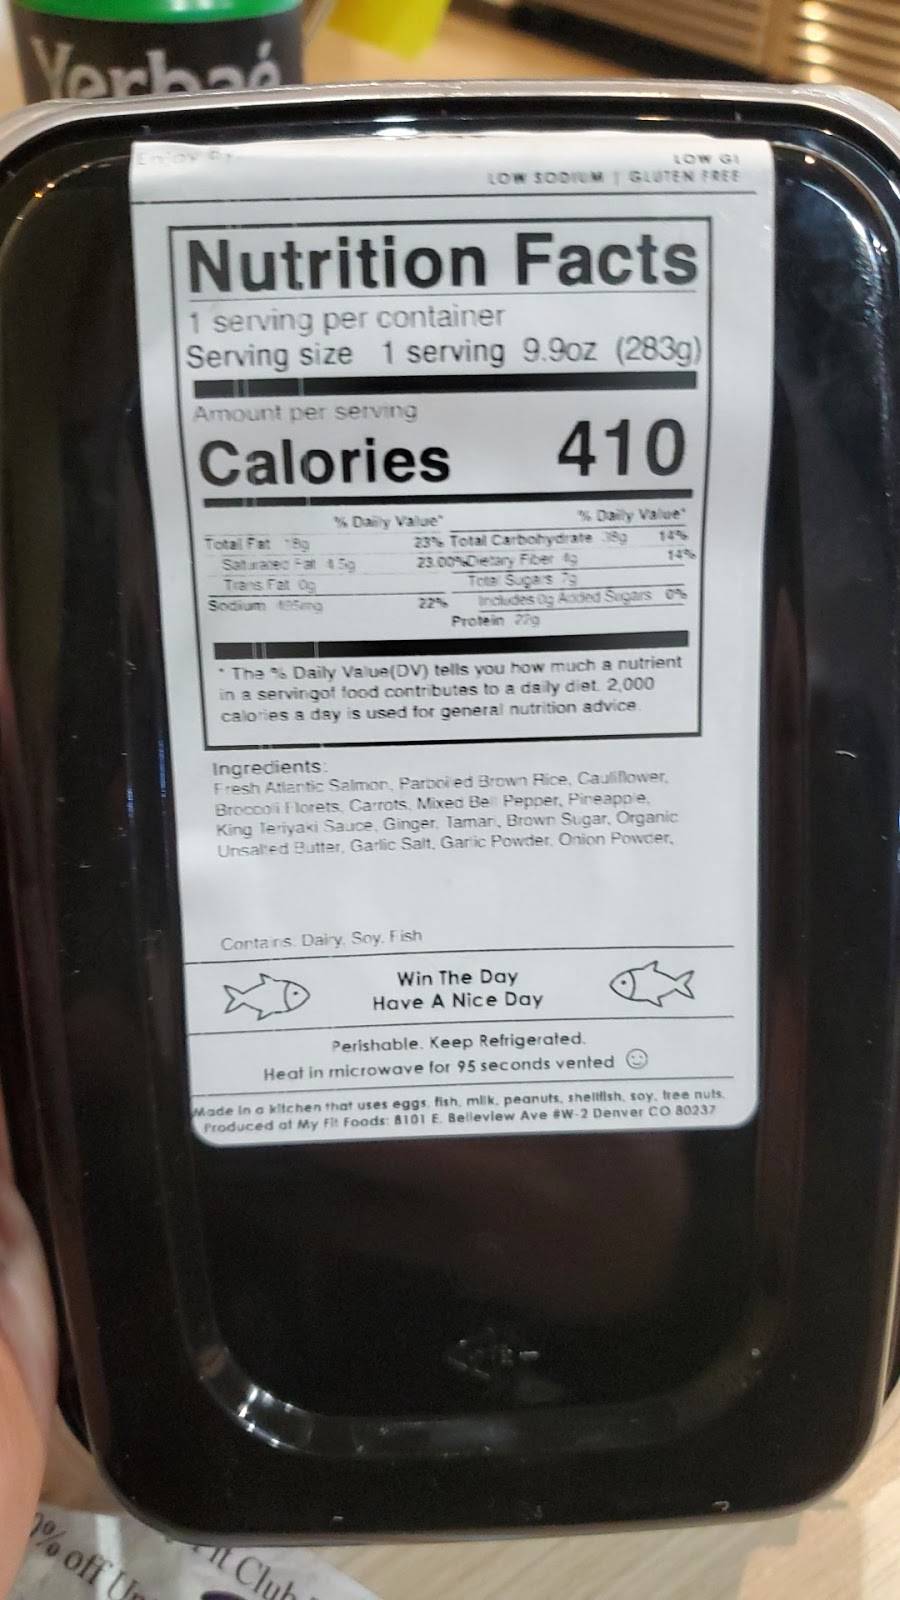 Yerbaé
Enjoy By
LOW GI
LOW SODIUM | GLUTEN FREE
Nutrition Facts
1 serving per container
Serving size 1 serving 9.9oz (283g)
Amount per serving
Calories 410
% Daily Value* % Daily Value*
Total Fat 18g 23% Total Carbohydrate 38g 14%
Saturated Fat 4.5g 23.00% Dietary Fiber 4g 14%
Trans Fat 0g Total Sugars 7g
Sodium 22% Includes 0g Added Sugars 0%
Protein
* The % Daily Value(DV) tells you how much a nutrient
in a servingof food contributes to a daily diet. 2,000
calories a day is used for general nutrition advice.
Ingredients:
Fresh Atlantic Salmon, Parboiled Brown Rice, Cauliflower,
Broccoli Florets, Carrots, Mixed Bell Pepper, Pineapple,
King Teriyaki Sauce, Ginger, Tamari, Brown Sugar, Organic
Unsalted Butter, Garlic Salt, Garlic Powder, Onion Powder,
Contains: Dairy, Soy, Fish
Win The Day
Have A Nice Day
Perishable. Keep Refrigerated.
Heat in microwave for 95 seconds vented
Made in a kitchen that uses eggs, fish, milk, peanuts, shellfish, soy, tree nuts.
Produced at My Fit Foods: 8101 E. Belleview Ave #W-2 Denver CO 80237
% off
Club